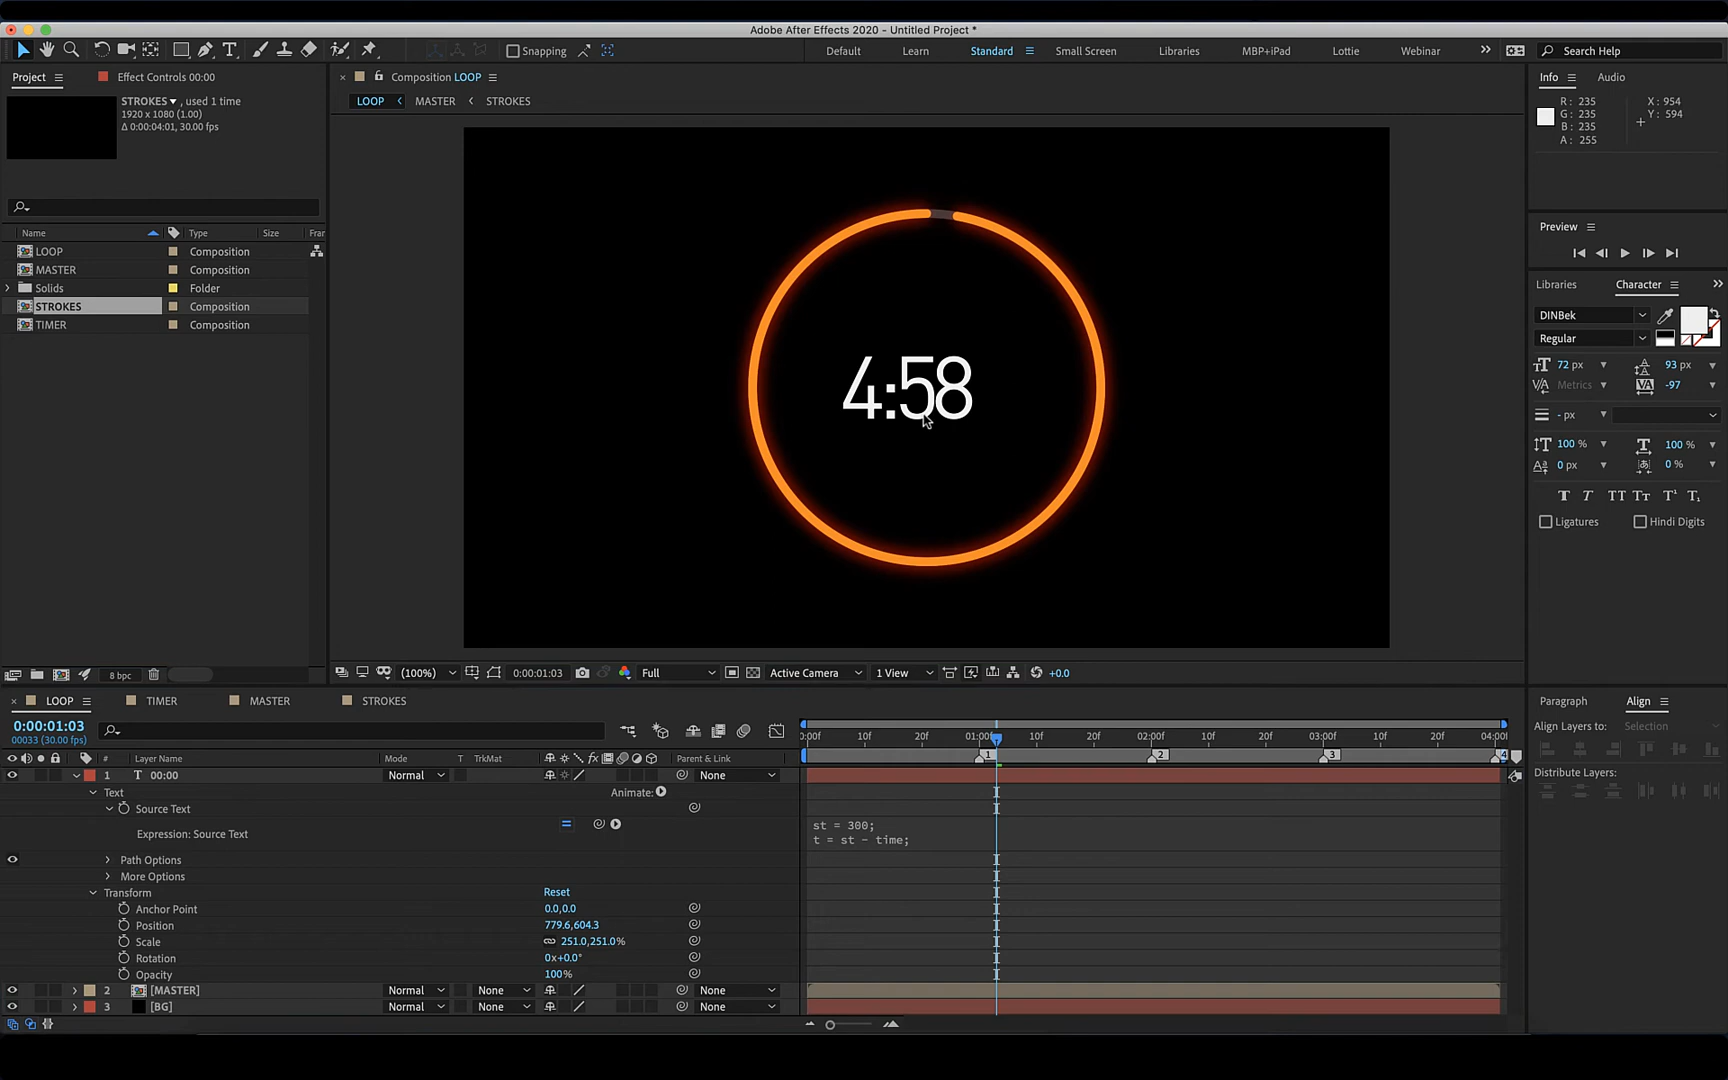 Adobe After Effects 2020 - Untitled Project *
Snapping
Default
Learn
Standard
Small Screen
Libraries
MBP+iPad
Lottie
Webinar
Search Help
Project
Effect Controls 00:00
STROKES , used 1 time
1920 x 1080 (1.00)
Δ 0:00:04:01, 30.00 fps
Name
Type
Size
Frar
LOOP
Composition
MASTER
Composition
Solids
Folder
STROKES
Composition
TIMER
Composition
8 bpc
Composition LOOP
LOOP
MASTER
STROKES
4:58
(100%)
0:00:01:03
Full
Active Camera
1 View
+0.0
Info
Audio
R: 235
G: 235
B: 235
A: 255
X: 954
Y: 594
Preview
Libraries
Character
DINBek
Regular
72 px
93 px
Metrics
-97
- px
100 %
100 %
0 px
0 %
Ligatures
Hindi Digits
Paragraph
Align
Align Layers to:
Selection
Distribute Layers:
LOOP
TIMER
MASTER
STROKES
0:00:01:03
00033 (30.00 fps)
#
Layer Name
Mode
T
TrkMat
Parent & Link
0:00f
10f
20f
01:00f
10f
20f
02:00f
10f
20f
03:00f
10f
20f
04:00f
1
2
3
4
1
T
00:00
Normal
None
Text
Animate:
Source Text
Expression: Source Text
st = 300;
t = st - time;
Path Options
More Options
Transform
Reset
Anchor Point
0.0,0.0
Position
779.6,604.3
Scale
251.0,251.0%
Rotation
0x+0.0°
Opacity
100%
2
[MASTER]
Normal
None
None
3
[BG]
Normal
None
None